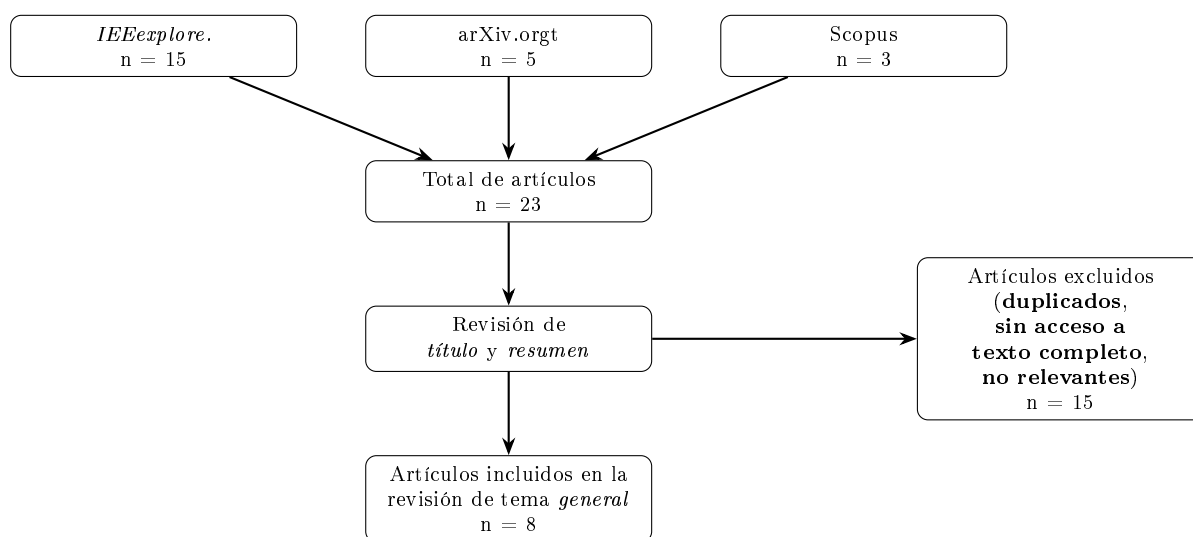 IEEexplore.
n = 15
arXiv.orgt
n = 5
Scopus
n = 3
Total de artículos
n = 23
Revisión de
título y resumen
Artículos excluidos
(duplicados,
sin acceso a
texto completo,
no relevantes)
n = 15
Artículos incluidos en la
revisión de tema general
n = 8